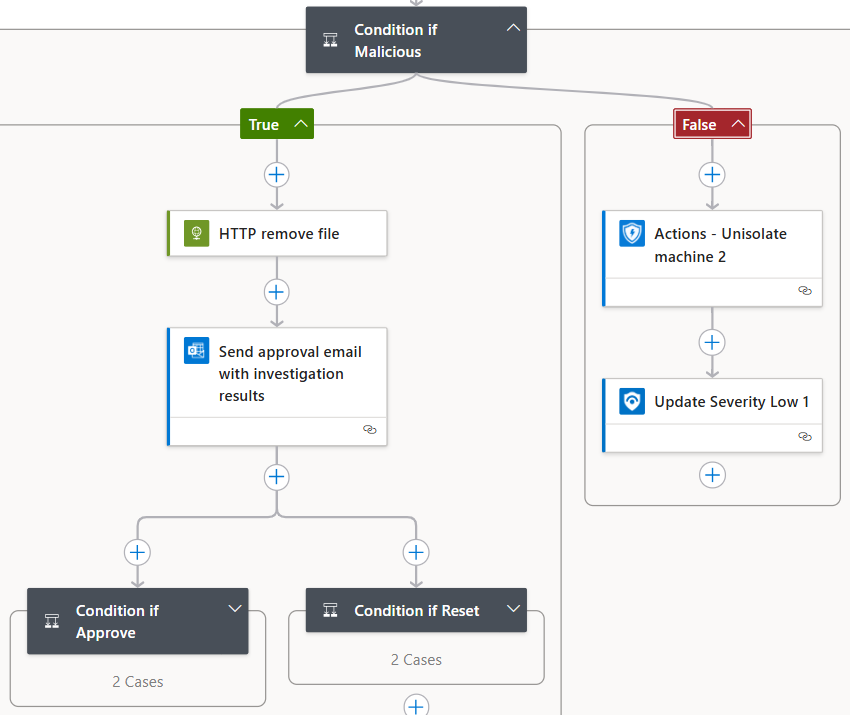 Condition if
Malicious
True
False
HTTP remove file
Actions - Unisolate
machine 2
Send approval email
with investigation
results
Update Severity Low 1
Condition if
Approve
2 Cases
Condition if Reset
2 Cases